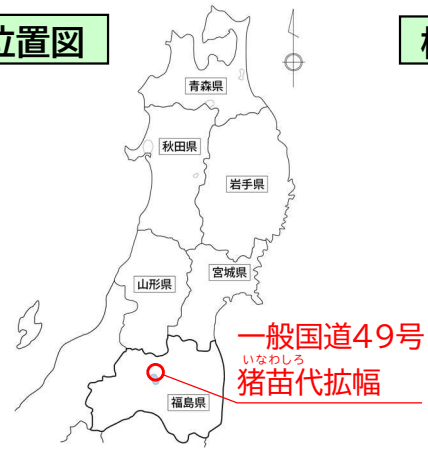 位置図
青森県
秋田県
岩手県
宮城県
山形県
一般国道49号
いなわしろ
猪苗代拡幅
福島県